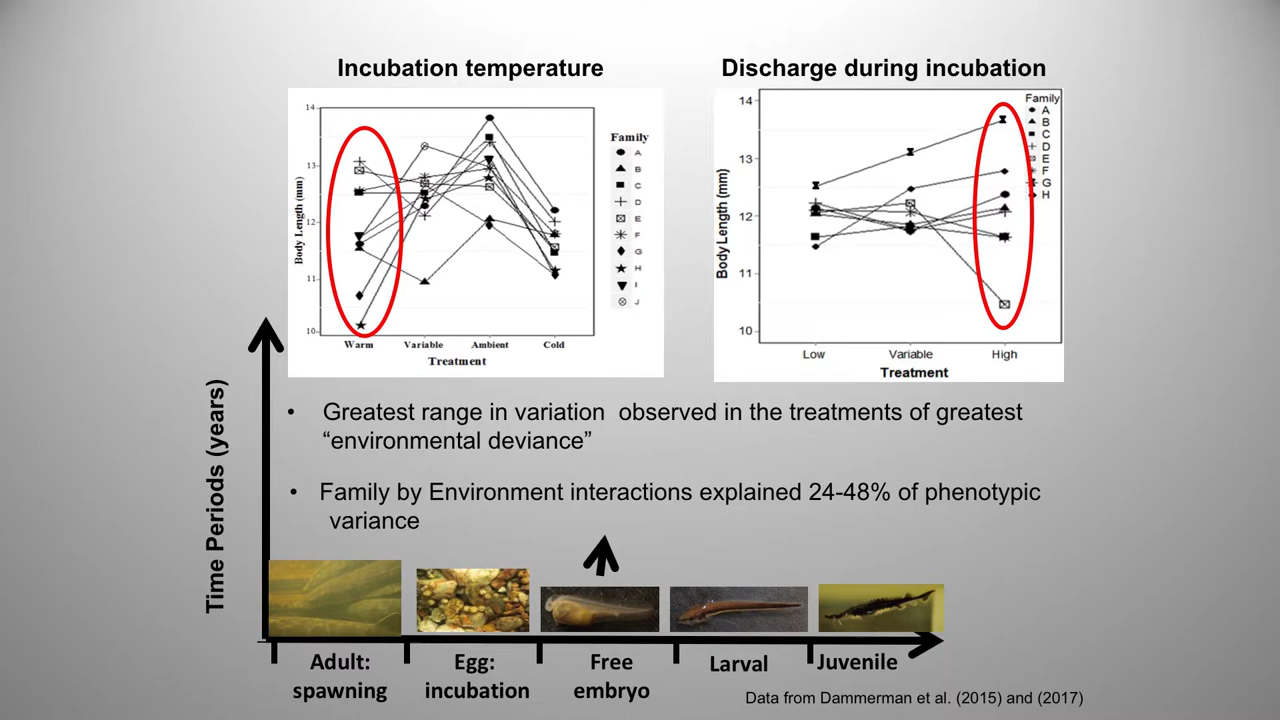 Incubation temperature
Discharge during incubation
14
13
12
11
10
Body Length (mm)
Warm
Variable
Ambient
Cold
Treatment
Family
A
B
C
D
E
F
G
H
I
J
14
13
12
11
10
Body Length (mm)
Low
Variable
High
Treatment
Family
A
B
C
D
E
F
G
H
• Greatest range in variation observed in the treatments of greatest
“environmental deviance”
• Family by Environment interactions explained 24-48% of phenotypic
variance
Time Periods (years)
Adult:
spawning
Egg:
incubation
Free
embryo
Larval
Juvenile
Data from Dammerman et al. (2015) and (2017)